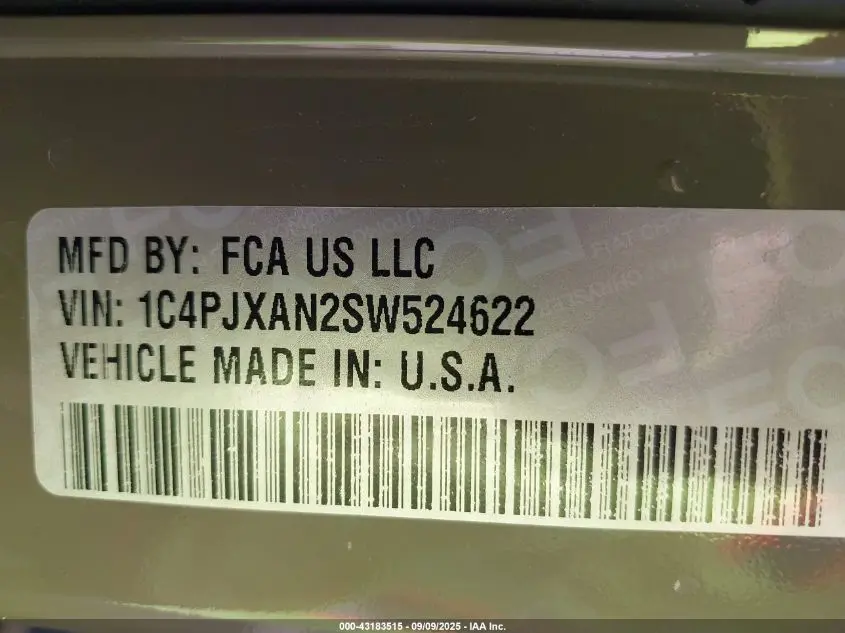 MFD BY: FCA US LLC
VIN: 1C4PJXAN2SW524622
VEHICLE MADE IN: U.S.A.
000-43183515 - 09/09/2025 - IAA Inc.